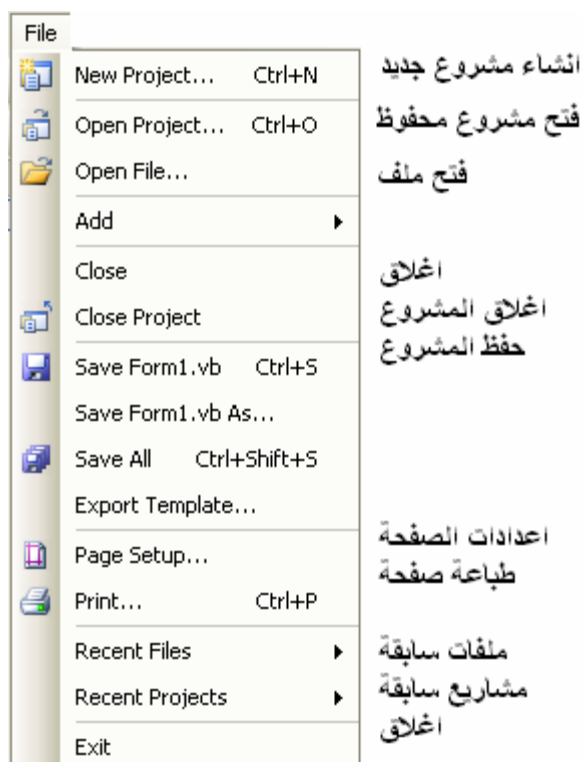 File
New Project... Ctrl+N انشاء مشروع جديد
Open Project... Ctrl+O فتح مشروع محفوظ
Open File... فتح ملف
Add
Close اغلاق
Close Project اغلاق المشروع
Save Form1.vb Ctrl+S حفظ المشروع
Save Form1.vb As...
Save All Ctrl+Shift+S
Export Template...
Page Setup... اعدادات الصفحة
Print... Ctrl+P طباعة صفحة
Recent Files ملفات سابقة
Recent Projects مشاريع سابقة
Exit اغلاق